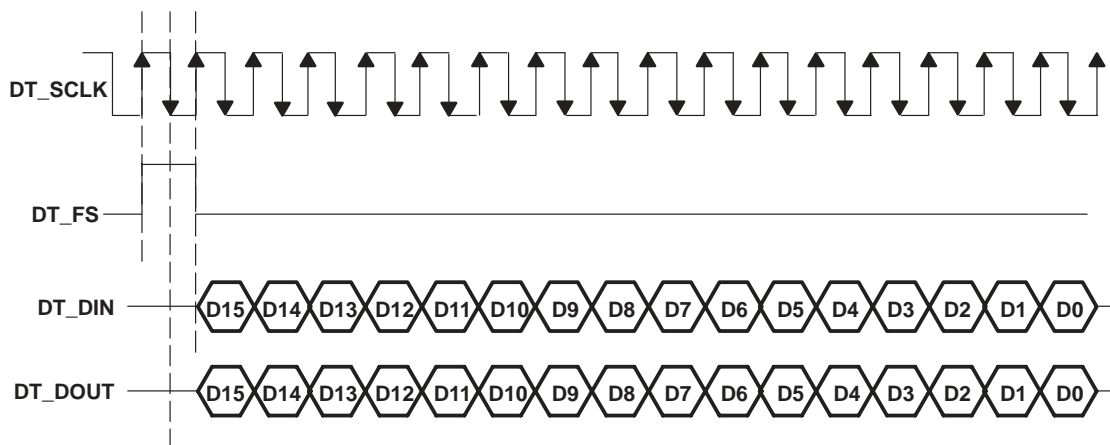 DT_SCLK
DT_FS
DT_DIN D15 D14 D13 D12 D11 D10 D9 D8 D7 D6 D5 D4 D3 D2 D1 D0
DT_DOUT D15 D14 D13 D12 D11 D10 D9 D8 D7 D6 D5 D4 D3 D2 D1 D0